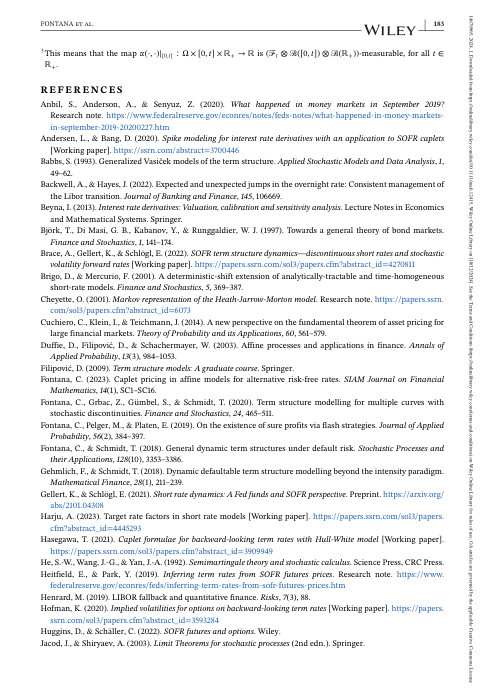 FONTANA ET AL.
WILEY
183
³This means that the map α(·, ·)|[0,t] : Ω × [0, t] × ℝ₊ → ℝ is (ℱₜ ⊗ ℬ([0, t]) ⊗ ℬ(ℝ₊))-measurable, for all t ∈
ℝ₊.
REFERENCES
Anbil, S., Anderson, A., & Senyuz, Z. (2020). What happened in money markets in September 2019?
Research note. https://www.federalreserve.gov/econres/notes/feds-notes/what-happened-in-money-markets-
in-september-2019-20200227.htm
Andersen, L., & Bang, D. (2020). Spike modeling for interest rate derivatives with an application to SOFR caplets
[Working paper]. https://ssrn.com/abstract=3700446
Babbs, S. (1993). Generalized Vasiček models of the term structure. Applied Stochastic Models and Data Analysis, 1,
49–62.
Backwell, A., & Hayes, J. (2022). Expected and unexpected jumps in the overnight rate: Consistent management of
the Libor transition. Journal of Banking and Finance, 145, 106669.
Beyna, I. (2013). Interest rate derivatives: Valuation, calibration and sensitivity analysis. Lecture Notes in Economics
and Mathematical Systems. Springer.
Björk, T., Di Masi, G. B., Kabanov, Y., & Runggaldier, W. J. (1997). Towards a general theory of bond markets.
Finance and Stochastics, 1, 141–174.
Brace, A., Gellert, K., & Schlögl, E. (2022). SOFR term structure dynamics—discontinuous short rates and stochastic
volatility forward rates [Working paper]. https://papers.ssrn.com/sol3/papers.cfm?abstract_id=4270811
Brigo, D., & Mercurio, F. (2001). A deterministic-shift extension of analytically-tractable and time-homogeneous
short-rate models. Finance and Stochastics, 5, 369–387.
Cheyette, O. (2001). Markov representation of the Heath-Jarrow-Morton model. Research note. https://papers.ssrn.
com/sol3/papers.cfm?abstract_id=6073
Cuchiero, C., Klein, I., & Teichmann, J. (2014). A new perspective on the fundamental theorem of asset pricing for
large financial markets. Theory of Probability and its Applications, 60, 561–579.
Duffie, D., Filipović, D., & Schachermayer, W. (2003). Affine processes and applications in finance. Annals of
Applied Probability, 13(3), 984–1053.
Filipović, D. (2009). Term structure models: A graduate course. Springer.
Fontana, C. (2023). Caplet pricing in affine models for alternative risk-free rates. SIAM Journal on Financial
Mathematics, 14(1), SC1–SC16.
Fontana, C., Grbac, Z., Gümbel, S., & Schmidt, T. (2020). Term structure modelling for multiple curves with
stochastic discontinuities. Finance and Stochastics, 24, 465–511.
Fontana, C., Pelger, M., & Platen, E. (2019). On the existence of sure profits via flash strategies. Journal of Applied
Probability, 56(2), 384–397.
Fontana, C., & Schmidt, T. (2018). General dynamic term structures under default risk. Stochastic Processes and
their Applications, 128(10), 3353–3386.
Gehmlich, F., & Schmidt, T. (2018). Dynamic defaultable term structure modelling beyond the intensity paradigm.
Mathematical Finance, 28(1), 211–239.
Gellert, K., & Schlögl, E. (2021). Short rate dynamics: A Fed funds and SOFR perspective. Preprint. https://arxiv.org/
abs/2101.04308
Harju, A. (2023). Target rate factors in short rate models [Working paper]. https://papers.ssrn.com/sol3/papers.
cfm?abstract_id=4445293
Hasegawa, T. (2021). Caplet formulae for backward-looking term rates with Hull-White model [Working paper].
https://papers.ssrn.com/sol3/papers.cfm?abstract_id=3909949
He, S.-W., Wang, J.-G., & Yan, J.-A. (1992). Semimartingale theory and stochastic calculus. Science Press, CRC Press.
Heitfield, E., & Park, Y. (2019). Inferring term rates from SOFR futures prices. Research note. https://www.
federalreserve.gov/econres/feds/inferring-term-rates-from-sofr-futures-prices.htm
Henrard, M. (2019). LIBOR fallback and quantitative finance. Risks, 7(3), 88.
Hofman, K. (2020). Implied volatilities for options on backward-looking term rates [Working paper]. https://papers.
ssrn.com/sol3/papers.cfm?abstract_id=3593284
Huggins, D., & Schäller, C. (2022). SOFR futures and options. Wiley.
Jacod, J., & Shiryaev, A. (2003). Limit Theorems for stochastic processes (2nd edn.). Springer.